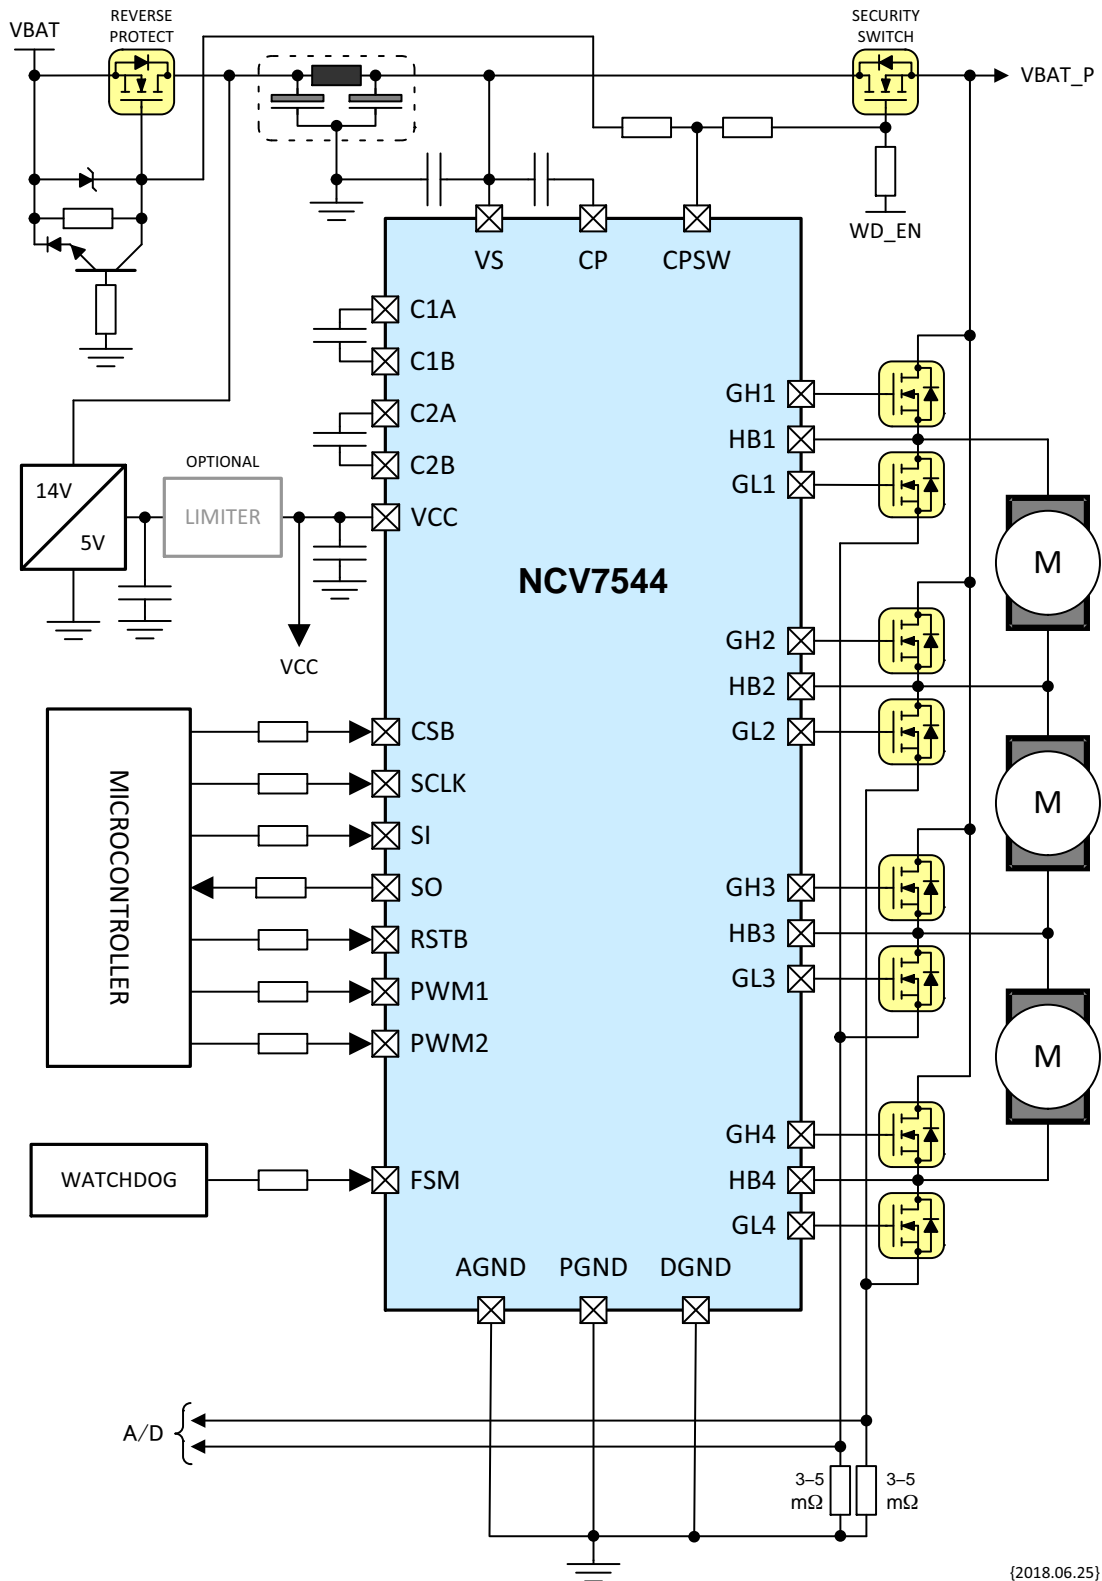 VBAT
REVERSE
PROTECT
SECURITY
SWITCH
VBAT_P
WD_EN
VS
CP
CPSW
C1A
C1B
C2A
C2B
VCC
GH1
HB1
GL1
OPTIONAL
LIMITER
14V
5V
VCC
NCV7544
M
GH2
HB2
GL2
MICROCONTROLLER
CSB
SCLK
SI
SO
RSTB
PWM1
PWM2
M
GH3
HB3
GL3
M
WATCHDOG
FSM
GH4
HB4
GL4
AGND
PGND
DGND
A/D
3–5
mΩ
3–5
mΩ
{2018.06.25}